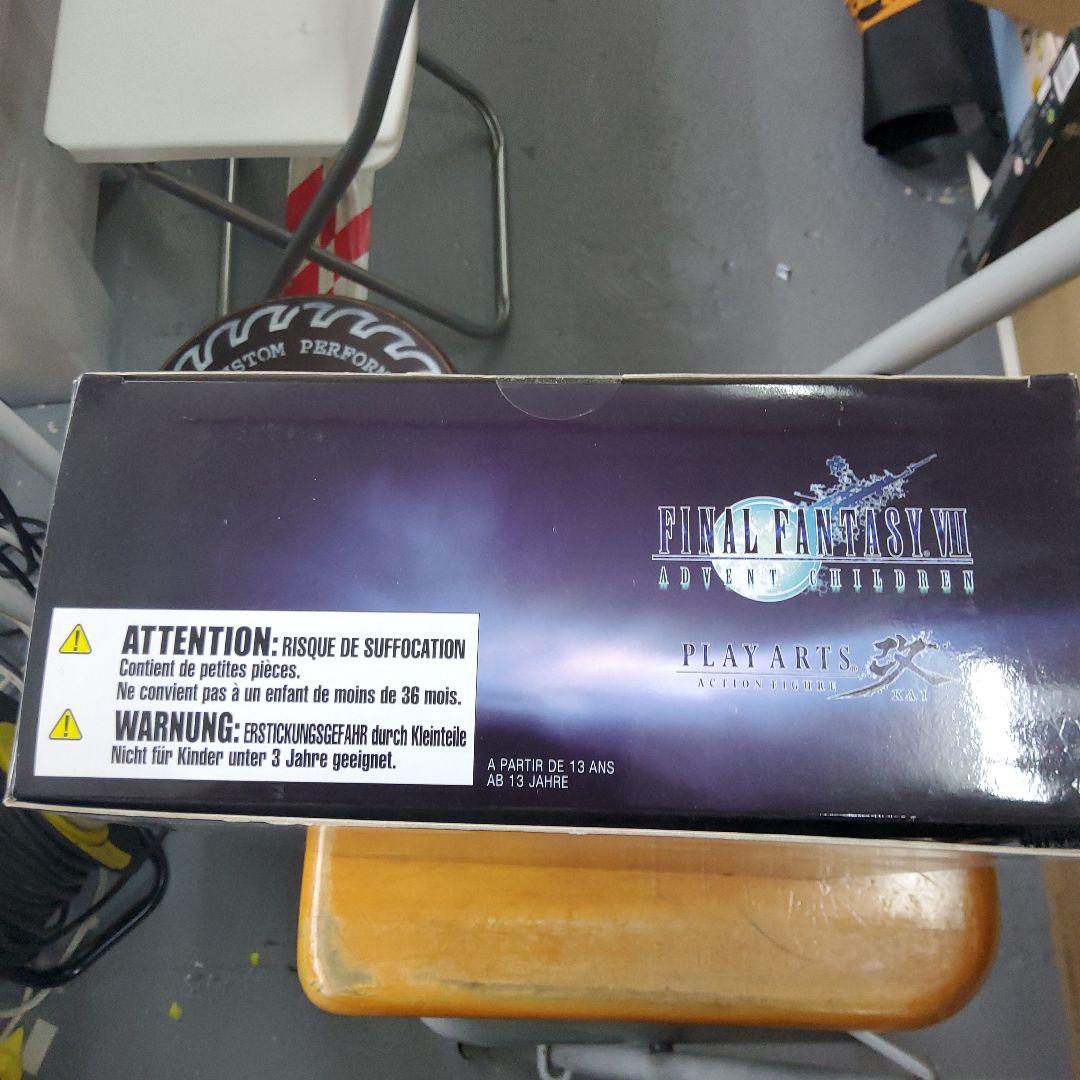 STOM PERFOR
FINAL FANTASY. VII
ADVENT CHILDREN
PLAY ARTS
改
ACTION FIGURE
KAI
ATTENTION: RISQUE DE SUFFOCATION
Contient de petites pièces.
Ne convient pas à un enfant de moins de 36 mois.
WARNUNG: ERSTICKUNGSGEFAHR durch Kleinteile
Nicht für Kinder unter 3 Jahre geeignet.
A PARTIR DE 13 ANS
AB 13 JAHRE